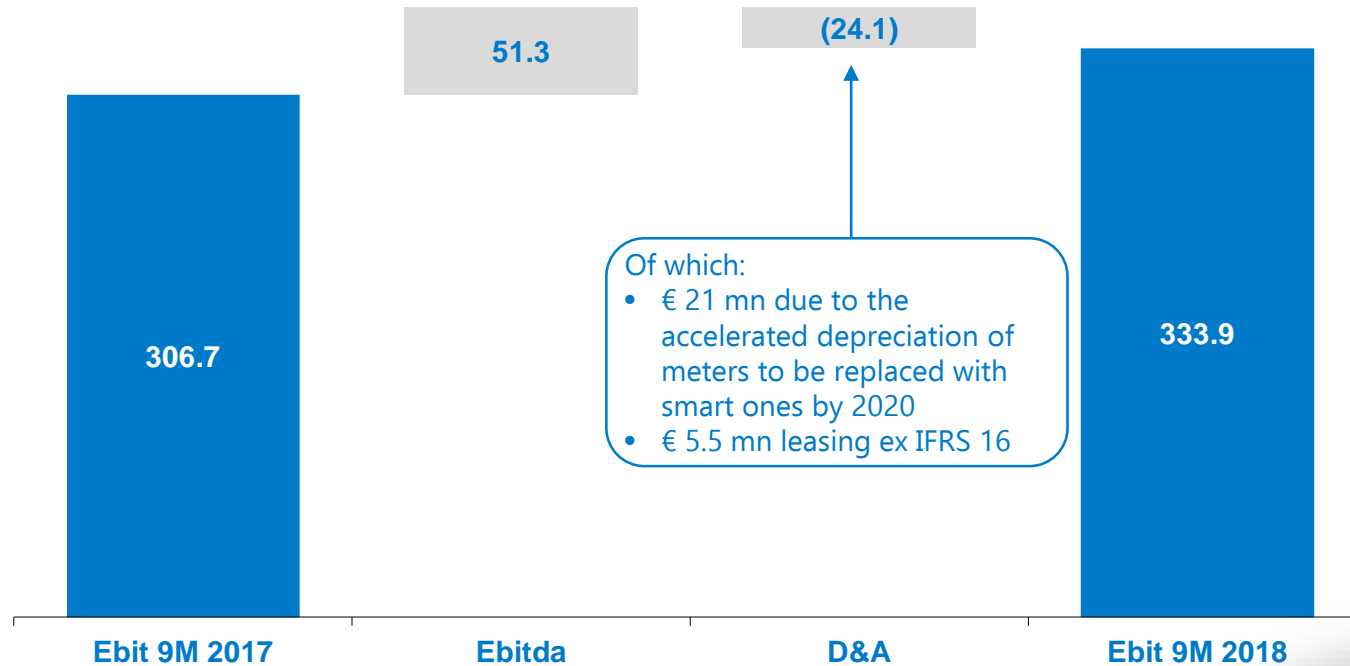 51.3
(24.1)
306.7
333.9
Of which:
• € 21 mn due to the
accelerated depreciation of
meters to be replaced with
smart ones by 2020
• € 5.5 mn leasing ex IFRS 16
Ebit 9M 2017
Ebitda
D&A
Ebit 9M 2018